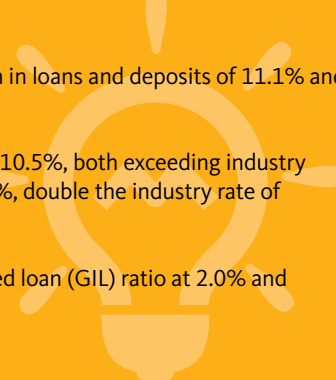 in loans and deposits of 11.1% and
10.5%, both exceeding industry
%, double the industry rate of
ed loan (GIL) ratio at 2.0% and